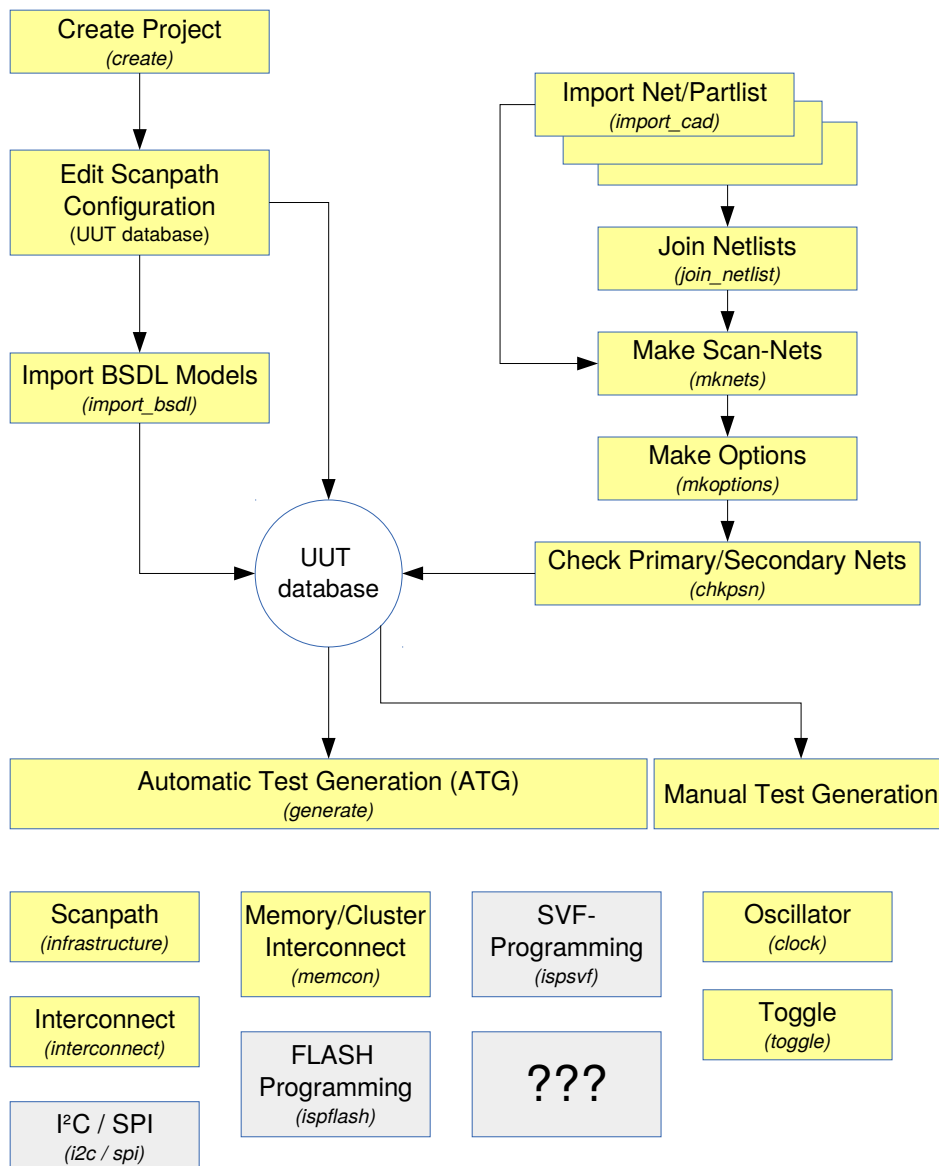 Create Project
(create)
Import Net/Partlist
(import_cad)
Edit Scanpath
Configuration
(UUT database)
Join Netlists
(join_netlist)
Make Scan-Nets
(mknets)
Import BSDL Models
(import_bsdl)
Make Options
(mkoptions)
UUT
database
Check Primary/Secondary Nets
(chkpsn)
Automatic Test Generation (ATG)
(generate)
Manual Test Generation
Scanpath
(infrastructure)
Memory/Cluster
Interconnect
(memcon)
SVF-
Programming
(ispsvf)
Oscillator
(clock)
Interconnect
(interconnect)
FLASH
Programming
(ispflash)
???
Toggle
(toggle)
I²C / SPI
(i2c / spi)